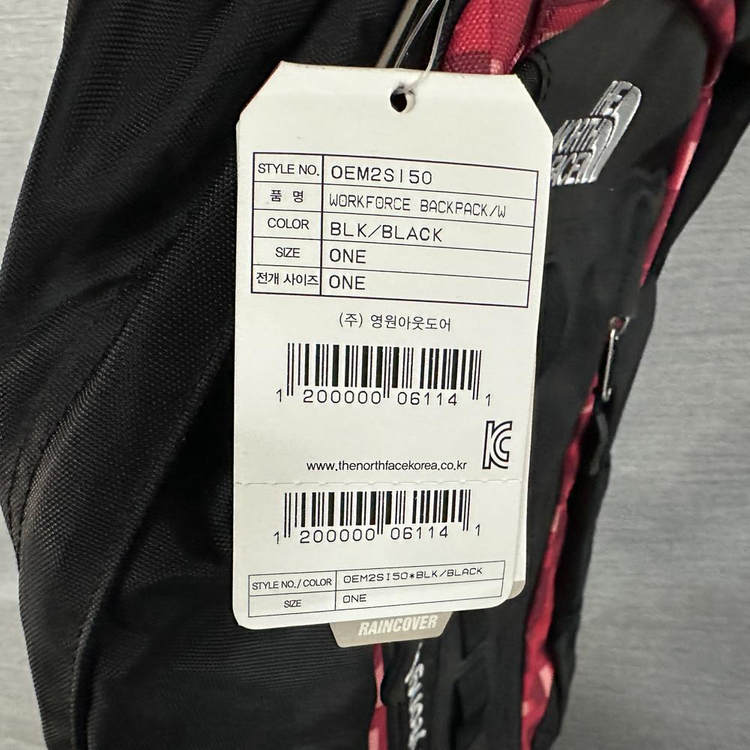 THE
NORTH
FACE
STYLE NO. OEM2SI50
품 명 WORKFORCE BACKPACK/W
COLOR BLK/BLACK
SIZE ONE
전개 사이즈 ONE
(주) 영원아웃도어
1 200000 06114 1
www.thenorthfacekorea.co.kr
1 200000 06114 1
STYLE NO./COLOR OEM2SI50*BLK/BLACK
SIZE ONE
RAINCOVER